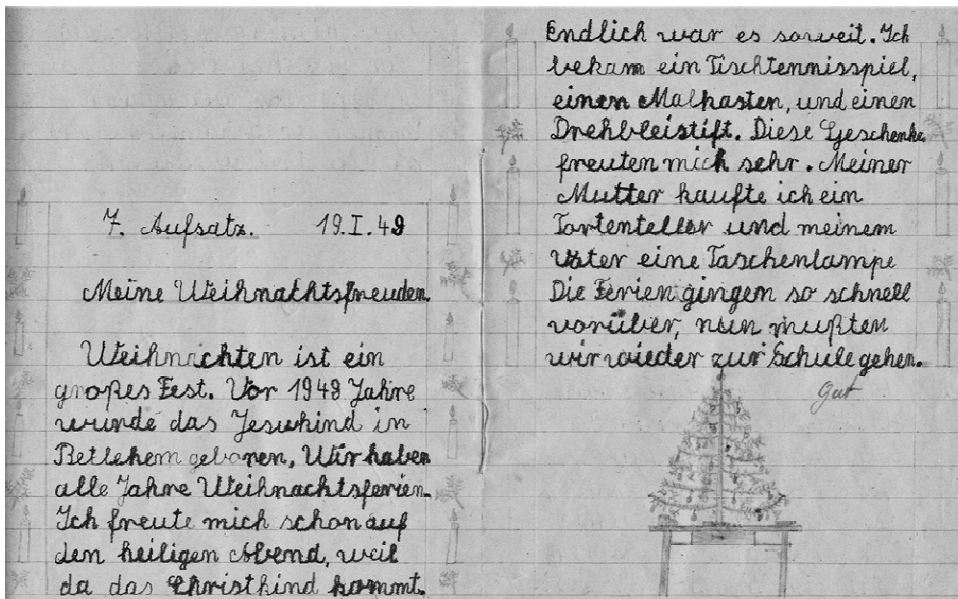 7. Aufsatz. 19.I.49
Meine Weihnachtsfreuden.
Weihnachten ist ein
großes Fest. Vor 1949 Jahre
wurde das Jesukind in
Betlehem geboren, Wir haben
alle Jahre Weihnachtsferien.
Ich freute mich schon auf
den heiligen Abend, weil
da das Christkind kommt.
Endlich war es soweit. Ich
bekam ein Tischtennisspiel,
einen Malkasten, und einen
Drehbleistift. Diese Geschenke
freuten mich sehr. Meiner
Mutter kaufte ich ein
Tortenteller und meinem
Vater eine Taschenlampe
Die Ferien gingen so schnell
vorüber, nun mußten
wir wieder zur Schule gehen.
Gut